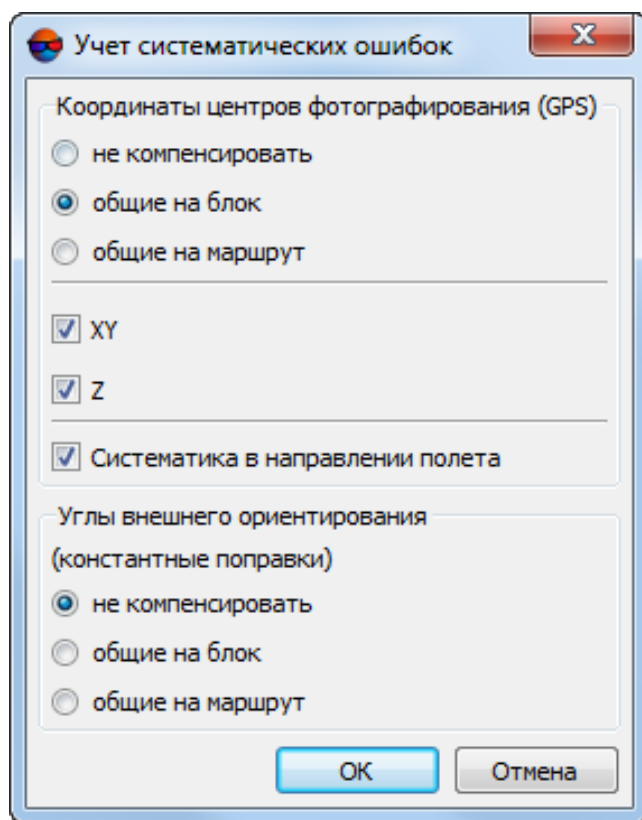 Учет систематических ошибок
Координаты центров фотографирования (GPS)
не компенсировать
общие на блок
общие на маршрут
XY
Z
Систематика в направлении полета
Углы внешнего ориентирования
(константные поправки)
не компенсировать
общие на блок
общие на маршрут
OK
Отмена